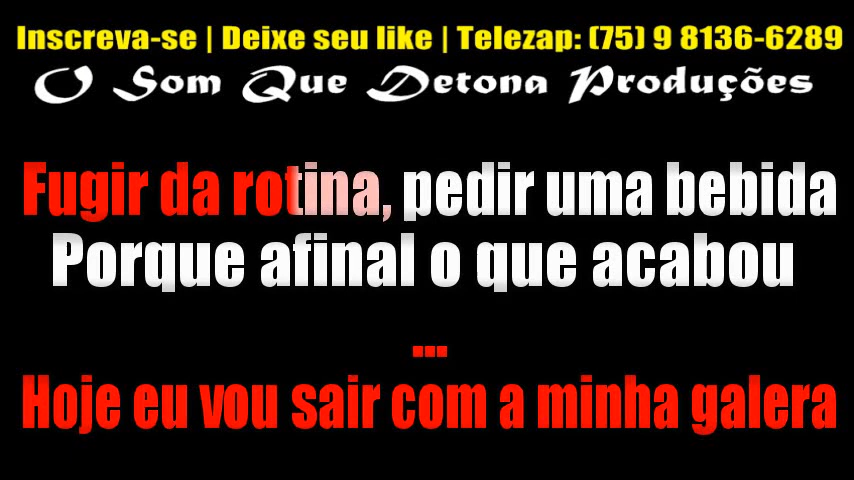 Inscreva-se | Deixe seu like | Telezap: (75) 9 8136-6289
O Som Que Detona Produções
Fugir da rotina, pedir uma bebida
Porque afinal o que acabou
...
Hoje eu vou sair com a minha galera